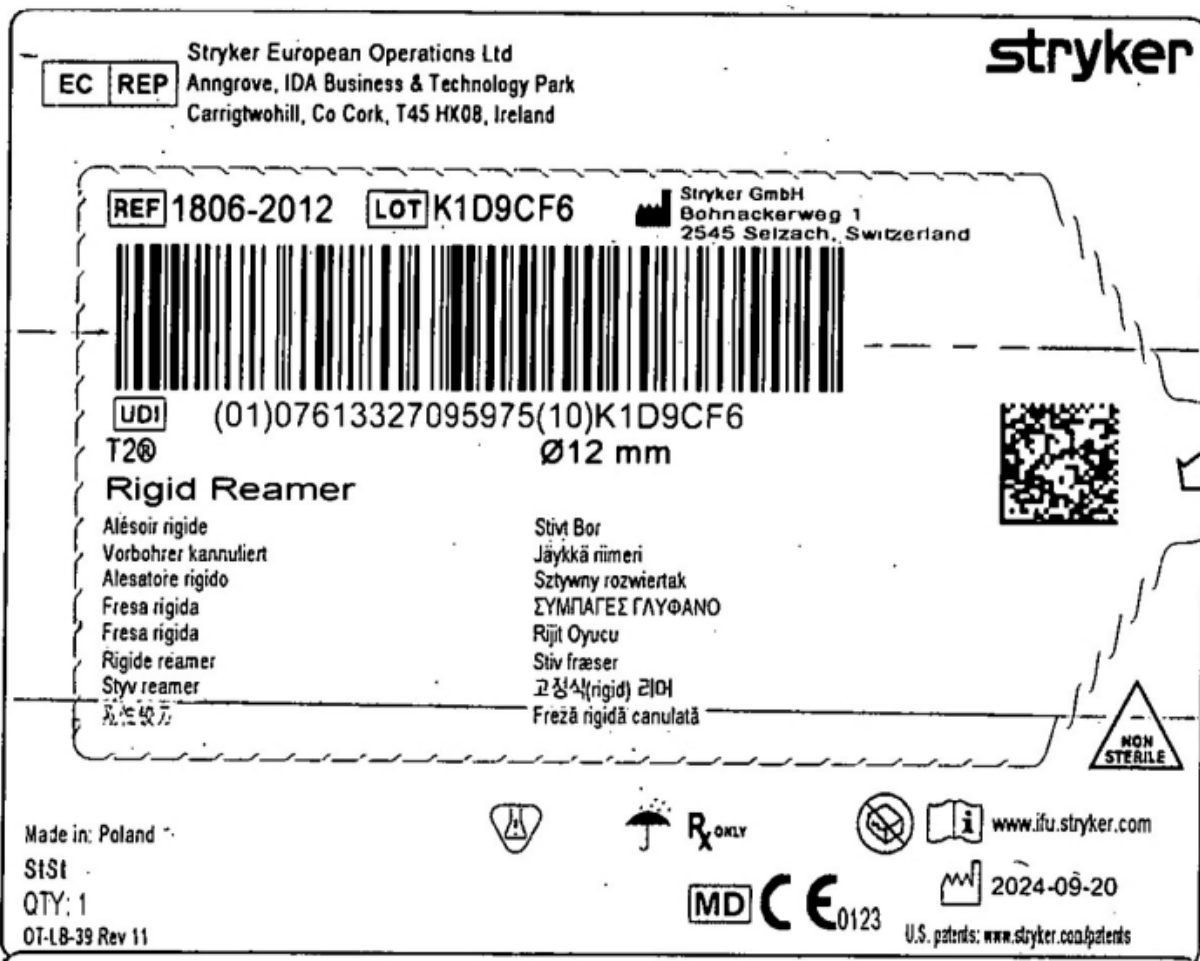 stryker
EC REP
Stryker European Operations Ltd
Anngrove, IDA Business & Technology Park
Carrigtwohill, Co Cork, T45 HX08, Ireland
REF 1806-2012 LOT K1D9CF6
Stryker GmbH
Bohnackerweg 1
2545 Selzach, Switzerland
UDI (01)07613327095975(10)K1D9CF6
T2® Ø12 mm
Rigid Reamer
Alésoir rigide
Vorbohrer kannuliert
Alesatore rigido
Fresa rigida
Fresa rigida
Rigide reamer
Styv reamer
Stivt Bor
Jäykkä riimeri
Sztywny rozwiertak
ΣΥΜΠΑΓΕΣ ΓΛΥΦΑΝΟ
Rijit Oyucu
Stiv fræser
고정식(rigid) 리머
Freză rigidă canulată
NON
STERILE
Made in: Poland
StSt
QTY: 1
OT-LB-39 Rev 11
Rx ONLY
www.ifu.stryker.com
MD CE 0123
2024-09-20
U.S. patents: www.stryker.com/patents